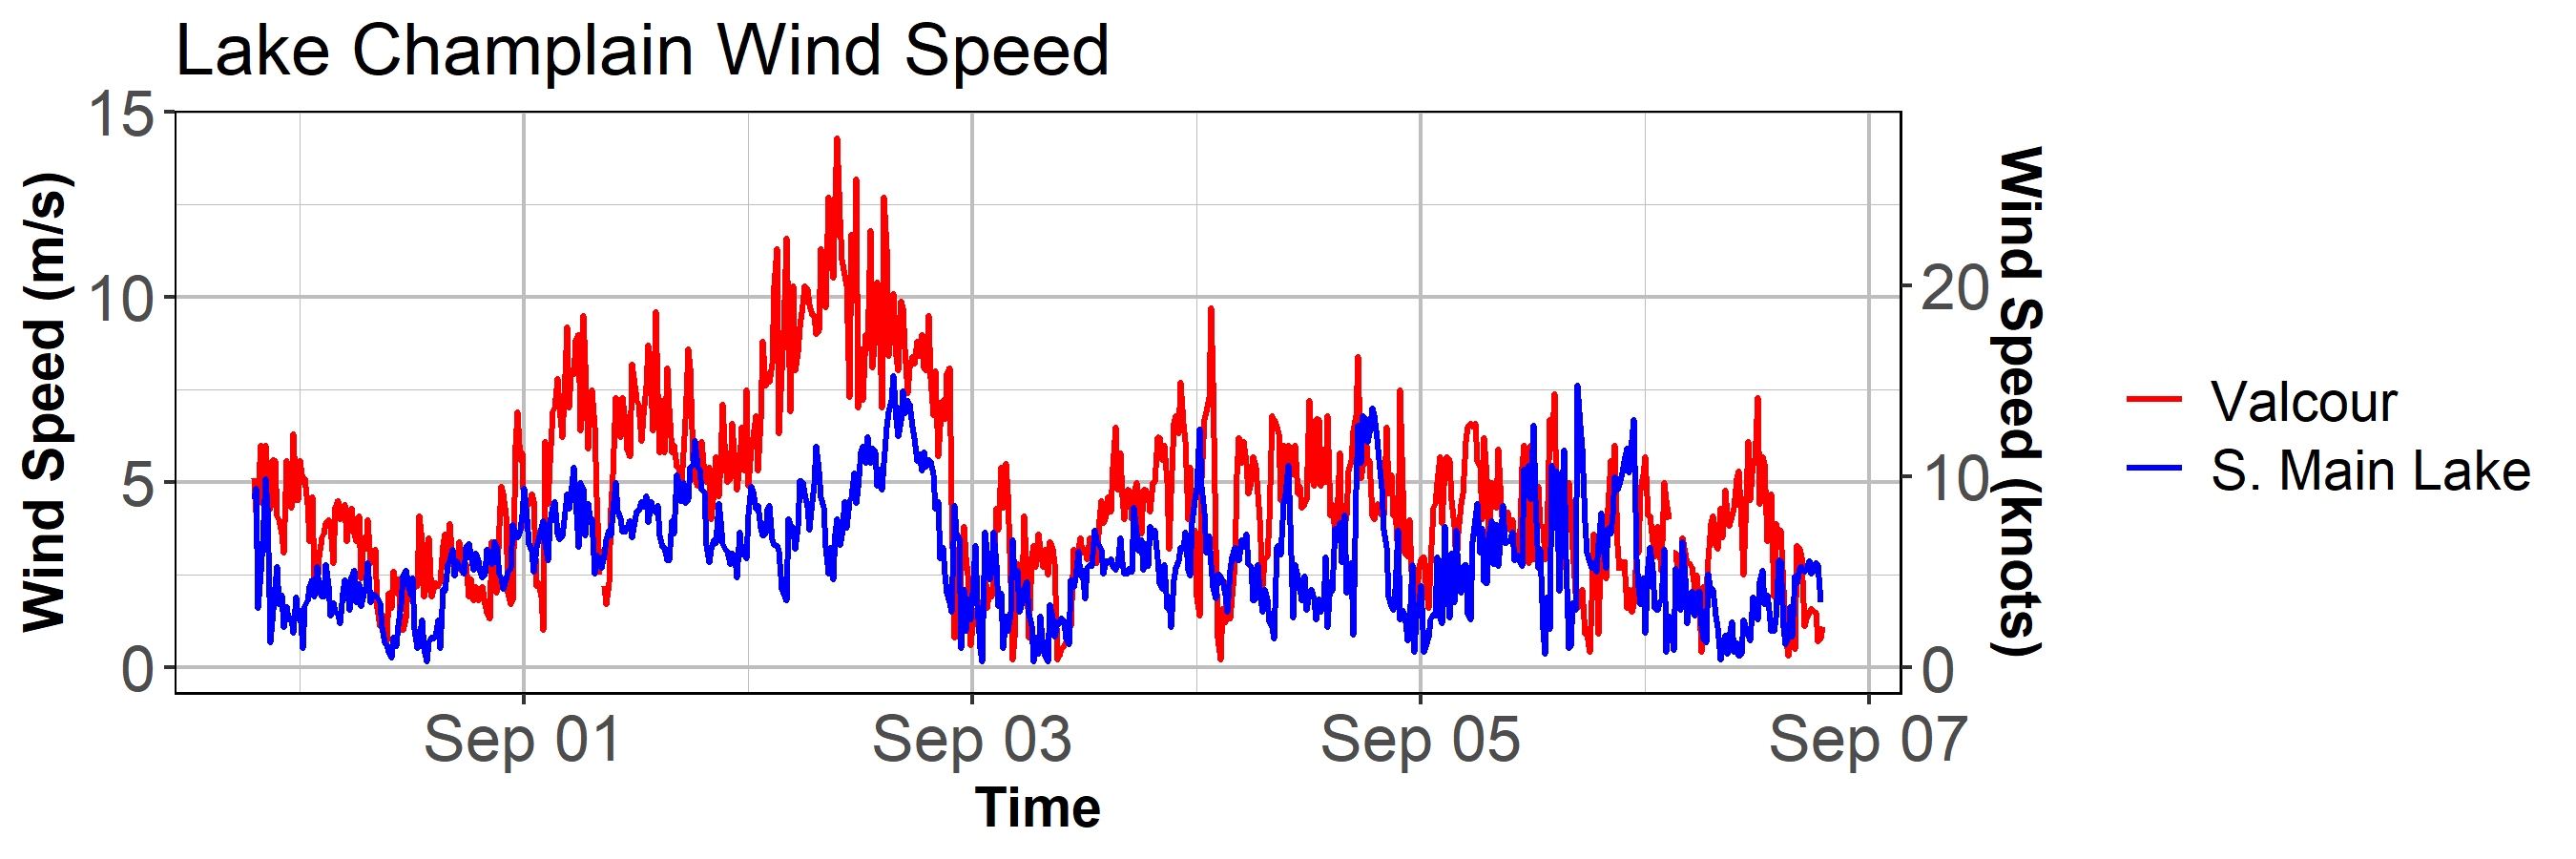 Lake Champlain Wind Speed
Wind Speed (m/s)
15
10
5
0
Wind Speed (knots)
20
10
0
Sep 01
Sep 03
Sep 05
Sep 07
Time
Valcour
S. Main Lake